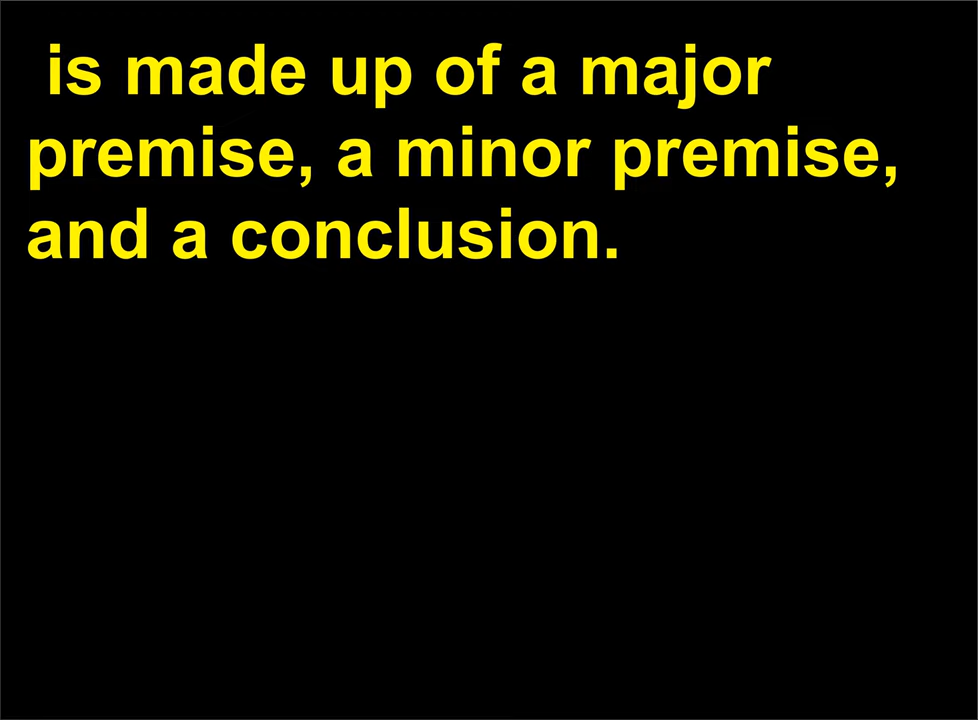 is made up of a major
premise, a minor premise,
and a conclusion.